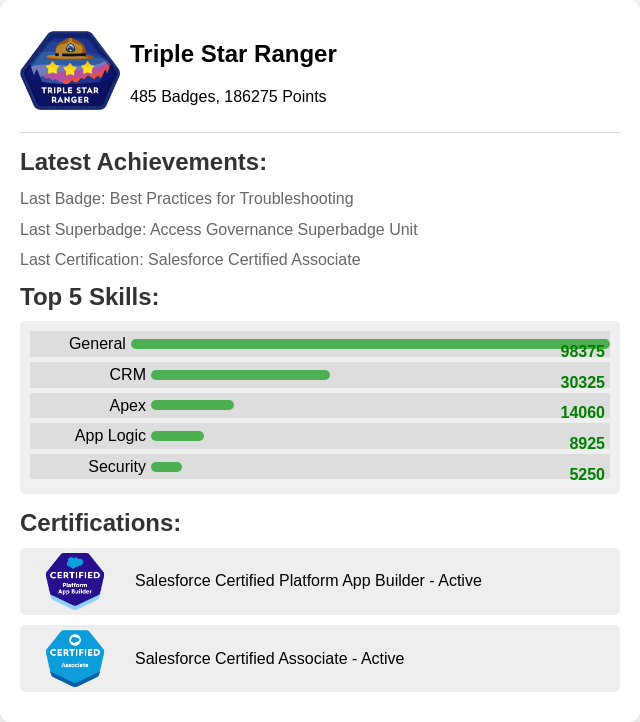 TRIPLE STAR
RANGER
Triple Star Ranger
485 Badges, 186275 Points
Latest Achievements:
Last Badge: Best Practices for Troubleshooting
Last Superbadge: Access Governance Superbadge Unit
Last Certification: Salesforce Certified Associate
Top 5 Skills:
General 98375
CRM 30325
Apex 14060
App Logic 8925
Security 5250
Certifications:
CERTIFIED
Platform
App Builder
Salesforce Certified Platform App Builder - Active
CERTIFIED
Associate
Salesforce Certified Associate - Active